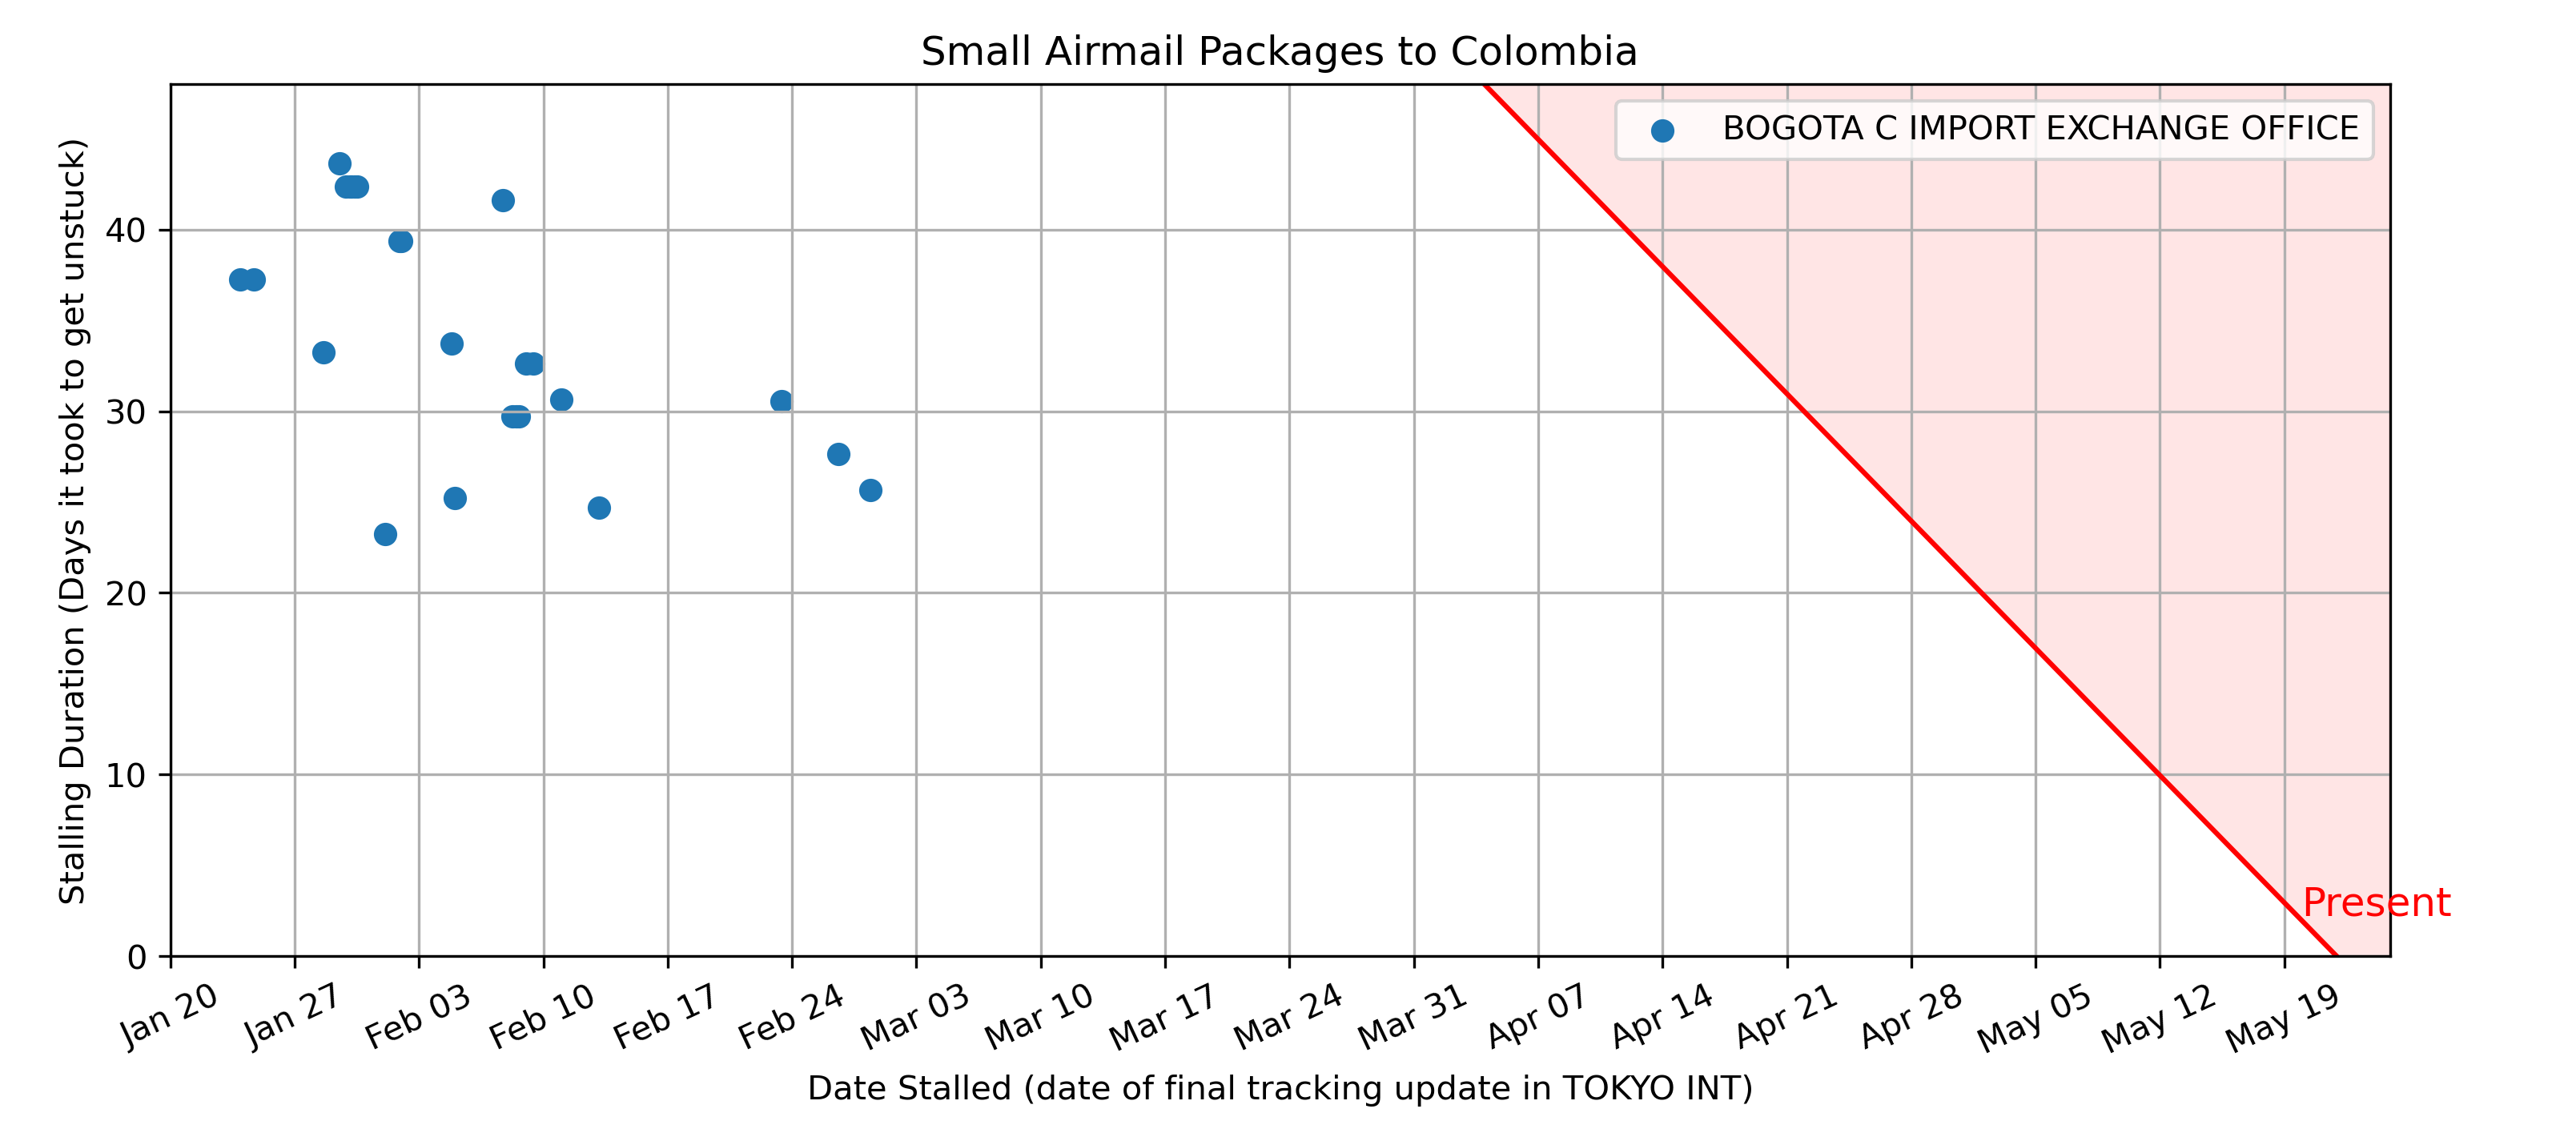 Small Airmail Packages to Colombia
BOGOTA C IMPORT EXCHANGE OFFICE
Stalling Duration (Days it took to get unstuck)
40
30
20
10
0
Present
Jan 20
Jan 27
Feb 03
Feb 10
Feb 17
Feb 24
Mar 03
Mar 10
Mar 17
Mar 24
Mar 31
Apr 07
Apr 14
Apr 21
Apr 28
May 05
May 12
May 19
Date Stalled (date of final tracking update in TOKYO INT)